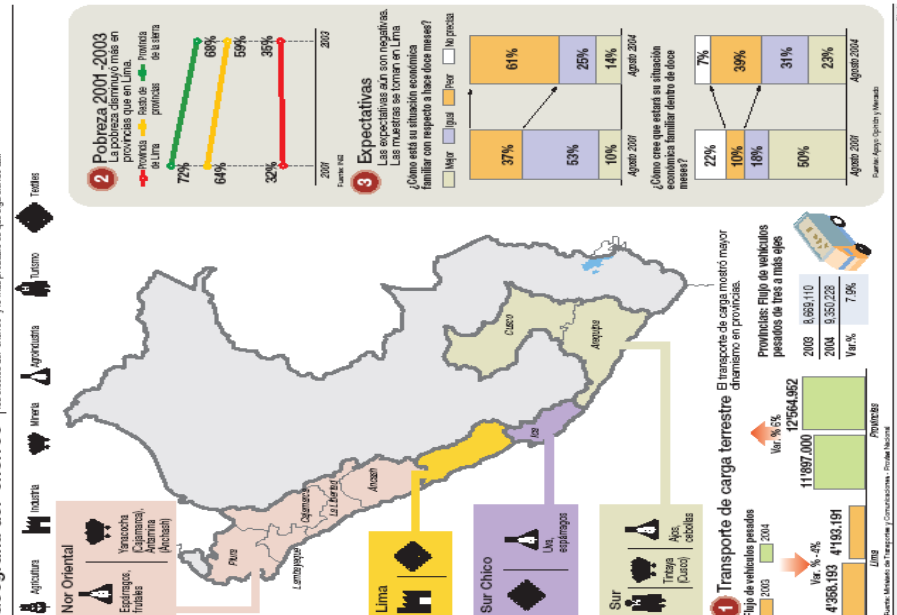 Agricultura
Industria
Minería
Agroindustria
Turismo
Textiles
Nor Oriental
Espárragos,
frutales
Yanacocha
(Cajamarca),
Antamina
(Anchash)
Lima
Sur Chico
Uva,
espárragos
Sur
Tintaya
(Cusco)
Ajos,
cebollas
Piura
Lambayeque
Cajamarca
La Libertad
Ancash
Ica
Cusco
Arequipa
1 Transporte de carga terrestre
El transporte de carga mostró mayor
dinamismo en provincias.
Flujo de vehículos pesados
2003
2004
Var. % -4%
4'358.193
4'193.191
Lima
Var. % 6%
11'897.000
12'564.952
Provincias
Provincias: Flujo de vehículos
pesados de tres a más ejes
2003 8,669,110
2004 9,350,228
Var.% 7.9%
Fuente: Ministerio de Transportes y Comunicaciones - Provías Nacional
2 Pobreza 2001-2003
La pobreza disminuyó más en
provincias que en Lima.
Provincia
de Lima
Resto de
provincias
Provincia
de la sierra
72%
68%
64%
59%
32%
35%
2001
2003
Fuente: INEI
3 Expectativas
Las expectativas aún son negativas.
Las muestras se toman en Lima
¿Cómo está su situación económica
familiar con respecto a hace doce meses?
Mejor
Igual
Peor
No precisa
37%
53%
10%
61%
25%
14%
Agosto 2001
Agosto 2004
¿Cómo cree que estará su situación
económica familiar dentro de doce
meses?
22%
10%
18%
50%
7%
39%
31%
23%
Agosto 2001
Agosto 2004
Fuente: Apoyo Opinión y Mercado